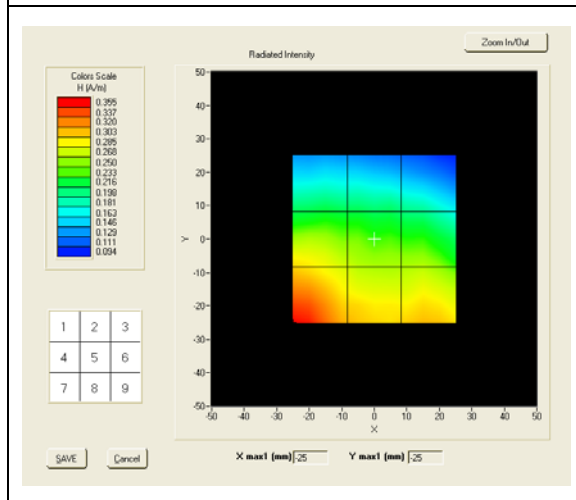 Zoom In/Out
Radiated Intensity
Colors Scale
H (A/m)
0.355
0.337
0.320
0.303
0.285
0.268
0.250
0.233
0.216
0.198
0.181
0.163
0.146
0.129
0.111
0.094
50
40
30
20
10
0
-10
-20
-30
-40
-50
Y
-50 -40 -30 -20 -10 0 10 20 30 40 50
X
1 2 3
4 5 6
7 8 9
SAVE Cancel
X max1 (mm) -25 Y max1 (mm) -25